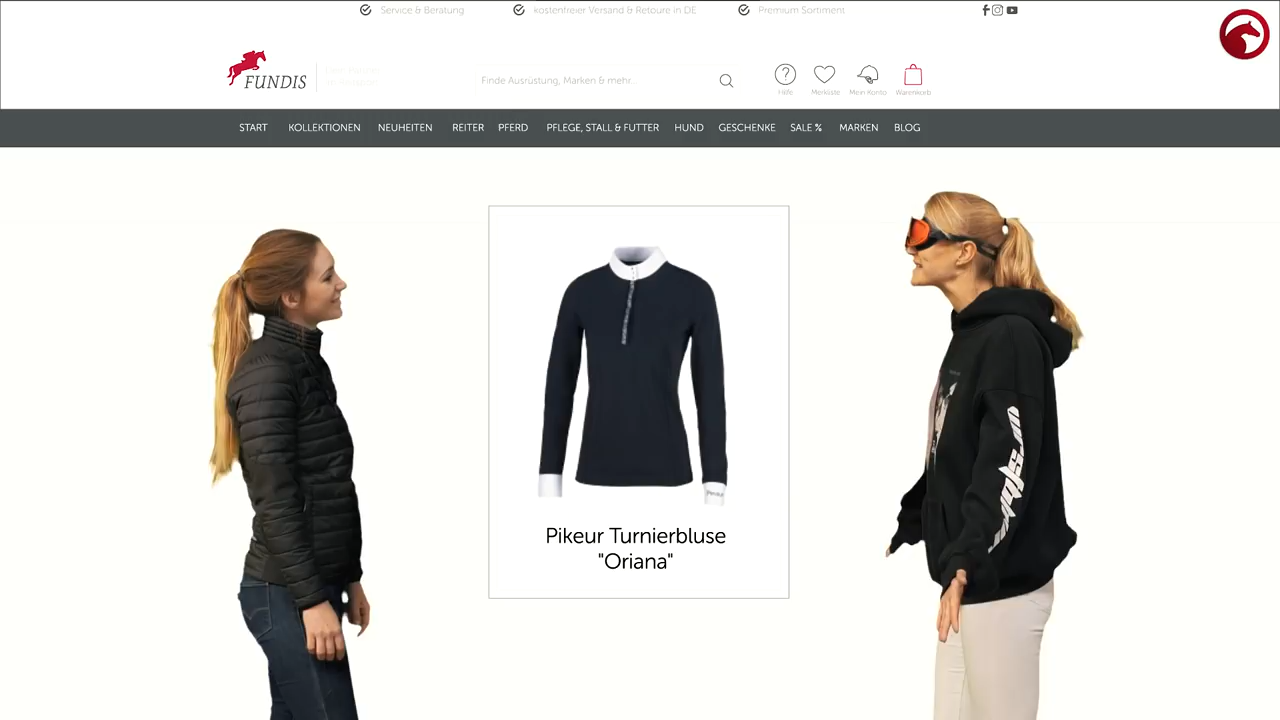 Service & Beratung
kostenfreier Versand & Retoure in DE
Premium Sortiment
FUNDIS
Finde Ausrüstung, Marken & mehr...
Hilfe
Merkliste
Mein Konto
Warenkorb
START
KOLLEKTIONEN
NEUHEITEN
REITER
PFERD
PFLEGE, STALL & FUTTER
HUND
GESCHENKE
SALE %
MARKEN
BLOG
Pikeur Turnierbluse
"Oriana"